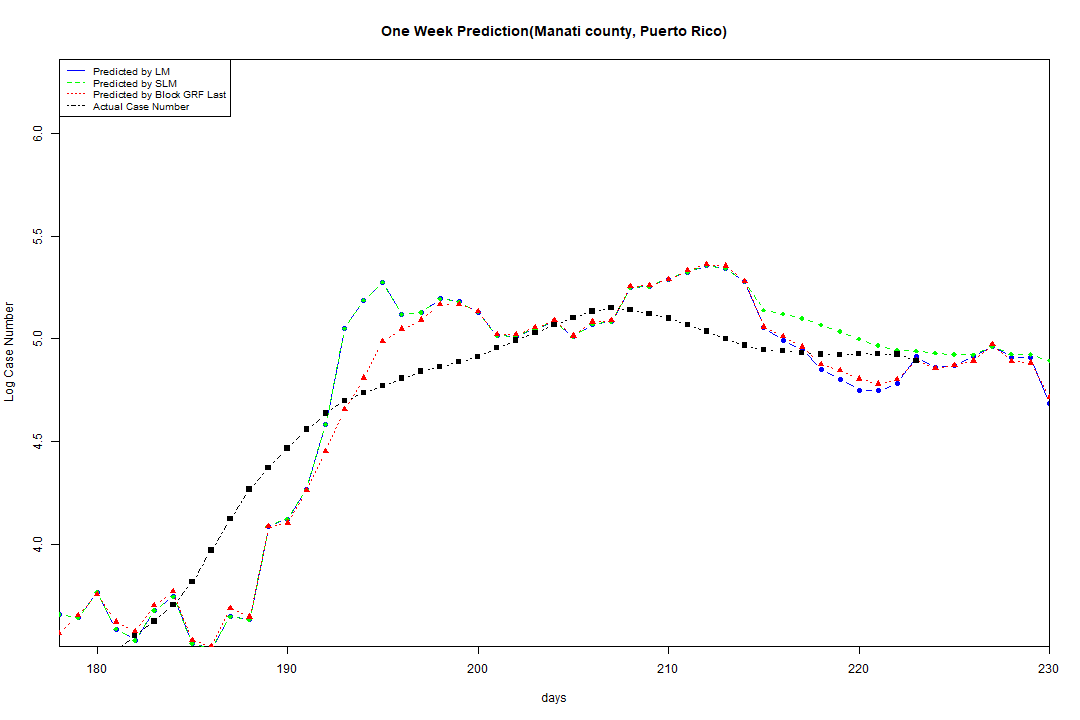 One Week Prediction(Manati county, Puerto Rico)
Predicted by LM
Predicted by SLM
Predicted by Block GRF Last
Actual Case Number
6.0
5.5
5.0
4.5
4.0
Log Case Number
180 190 200 210 220 230
days